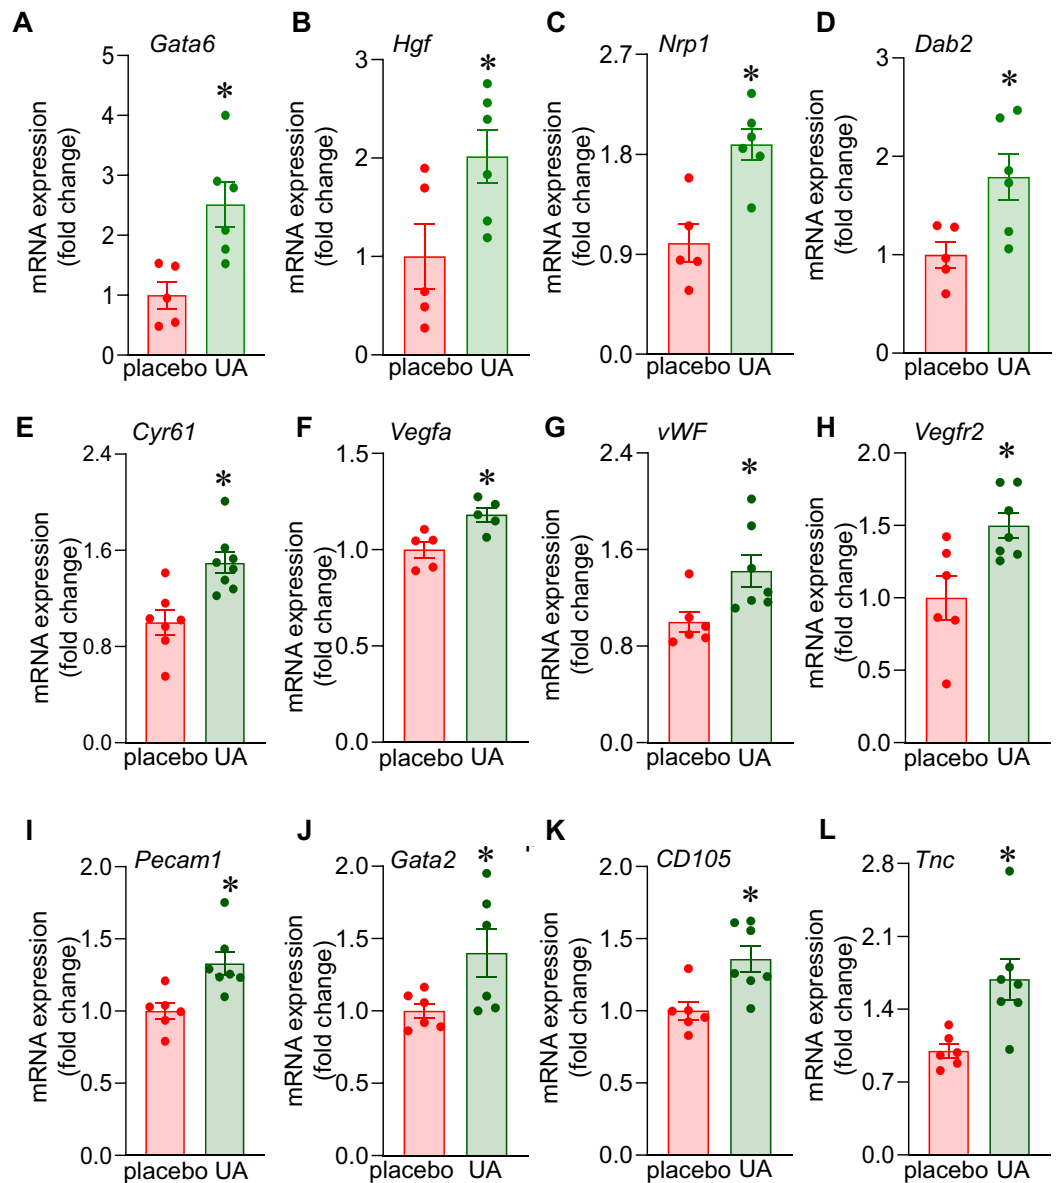 A
Gata6
mRNA expression
(fold change)
5
4
3
2
1
0
*
placebo UA
B
Hgf
mRNA expression
(fold change)
3
2
1
0
*
placebo UA
C
Nrp1
mRNA expression
(fold change)
2.7
1.8
0.9
0.0
*
placebo UA
D
Dab2
mRNA expression
(fold change)
3
2
1
3
*
placebo UA
E
Cyr61
mRNA expression
(fold change)
2.4
1.6
0.8
0.0
*
placebo UA
F
Vegfa
mRNA expression
(fold change)
1.5
1.0
0.5
0.0
*
placebo UA
G
vWF
mRNA expression
(fold change)
2.4
1.6
0.8
0.0
*
placebo UA
H
Vegfr2
mRNA expression
(fold change)
2.0
1.5
1.0
0.5
0.0
*
placebo UA
I
Pecam1
mRNA expression
(fold change)
2.0
1.5
1.0
0.5
0.0
*
placebo UA
J
Gata2
mRNA expression
(fold change)
2.0
1.5
1.0
0.5
0.0
*
placebo UA
K
CD105
mRNA expression
(fold change)
2.0
1.5
1.0
0.5
0.0
*
placebo UA
L
Tnc
mRNA expression
(fold change)
2.8
2.1
1.4
0.7
0.0
*
placebo UA